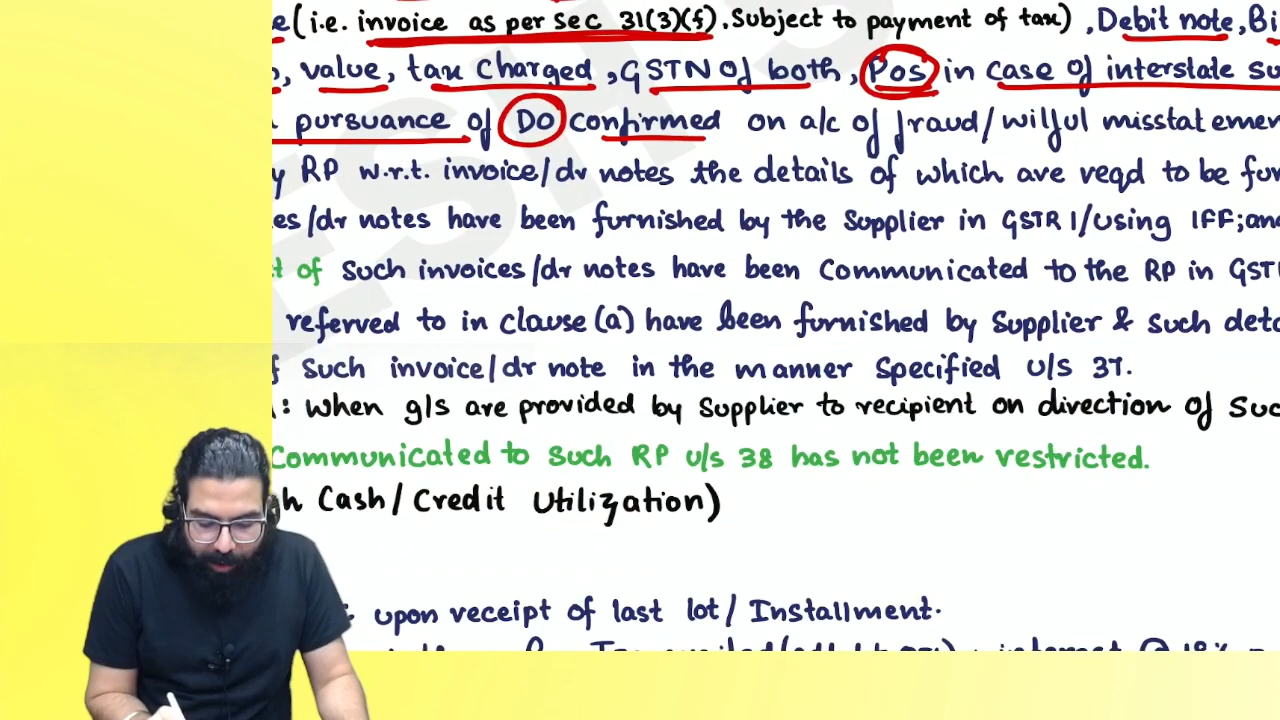 e(i.e. invoice as per sec 31(3)(f).Subject to payment of tax) ,Debit note,Bi
, value, tax charged ,GSTN Of both, Pos in case of interstate su
pursuance of DO confirmed on a/c of fraud/wilful misstatemen
y RP w.r.t. invoice/dr notes the details of which are reqd to be fur
es/dr notes have been furnished by the supplier in GSTR1/Using IFF;and
t of Such invoices/dr notes have been Communicated to the RP in GST
referred to in clause(a) have been furnished by Supplier & such deta
f such invoice/dr note in the manner Specified u/s 37.
: When g/s are provided by Supplier to recipient on direction of Suc
Communicated to such RP u/s 38 has not been restricted.
gh Cash/Credit Utilization)
upon receipt of last lot/Installment.